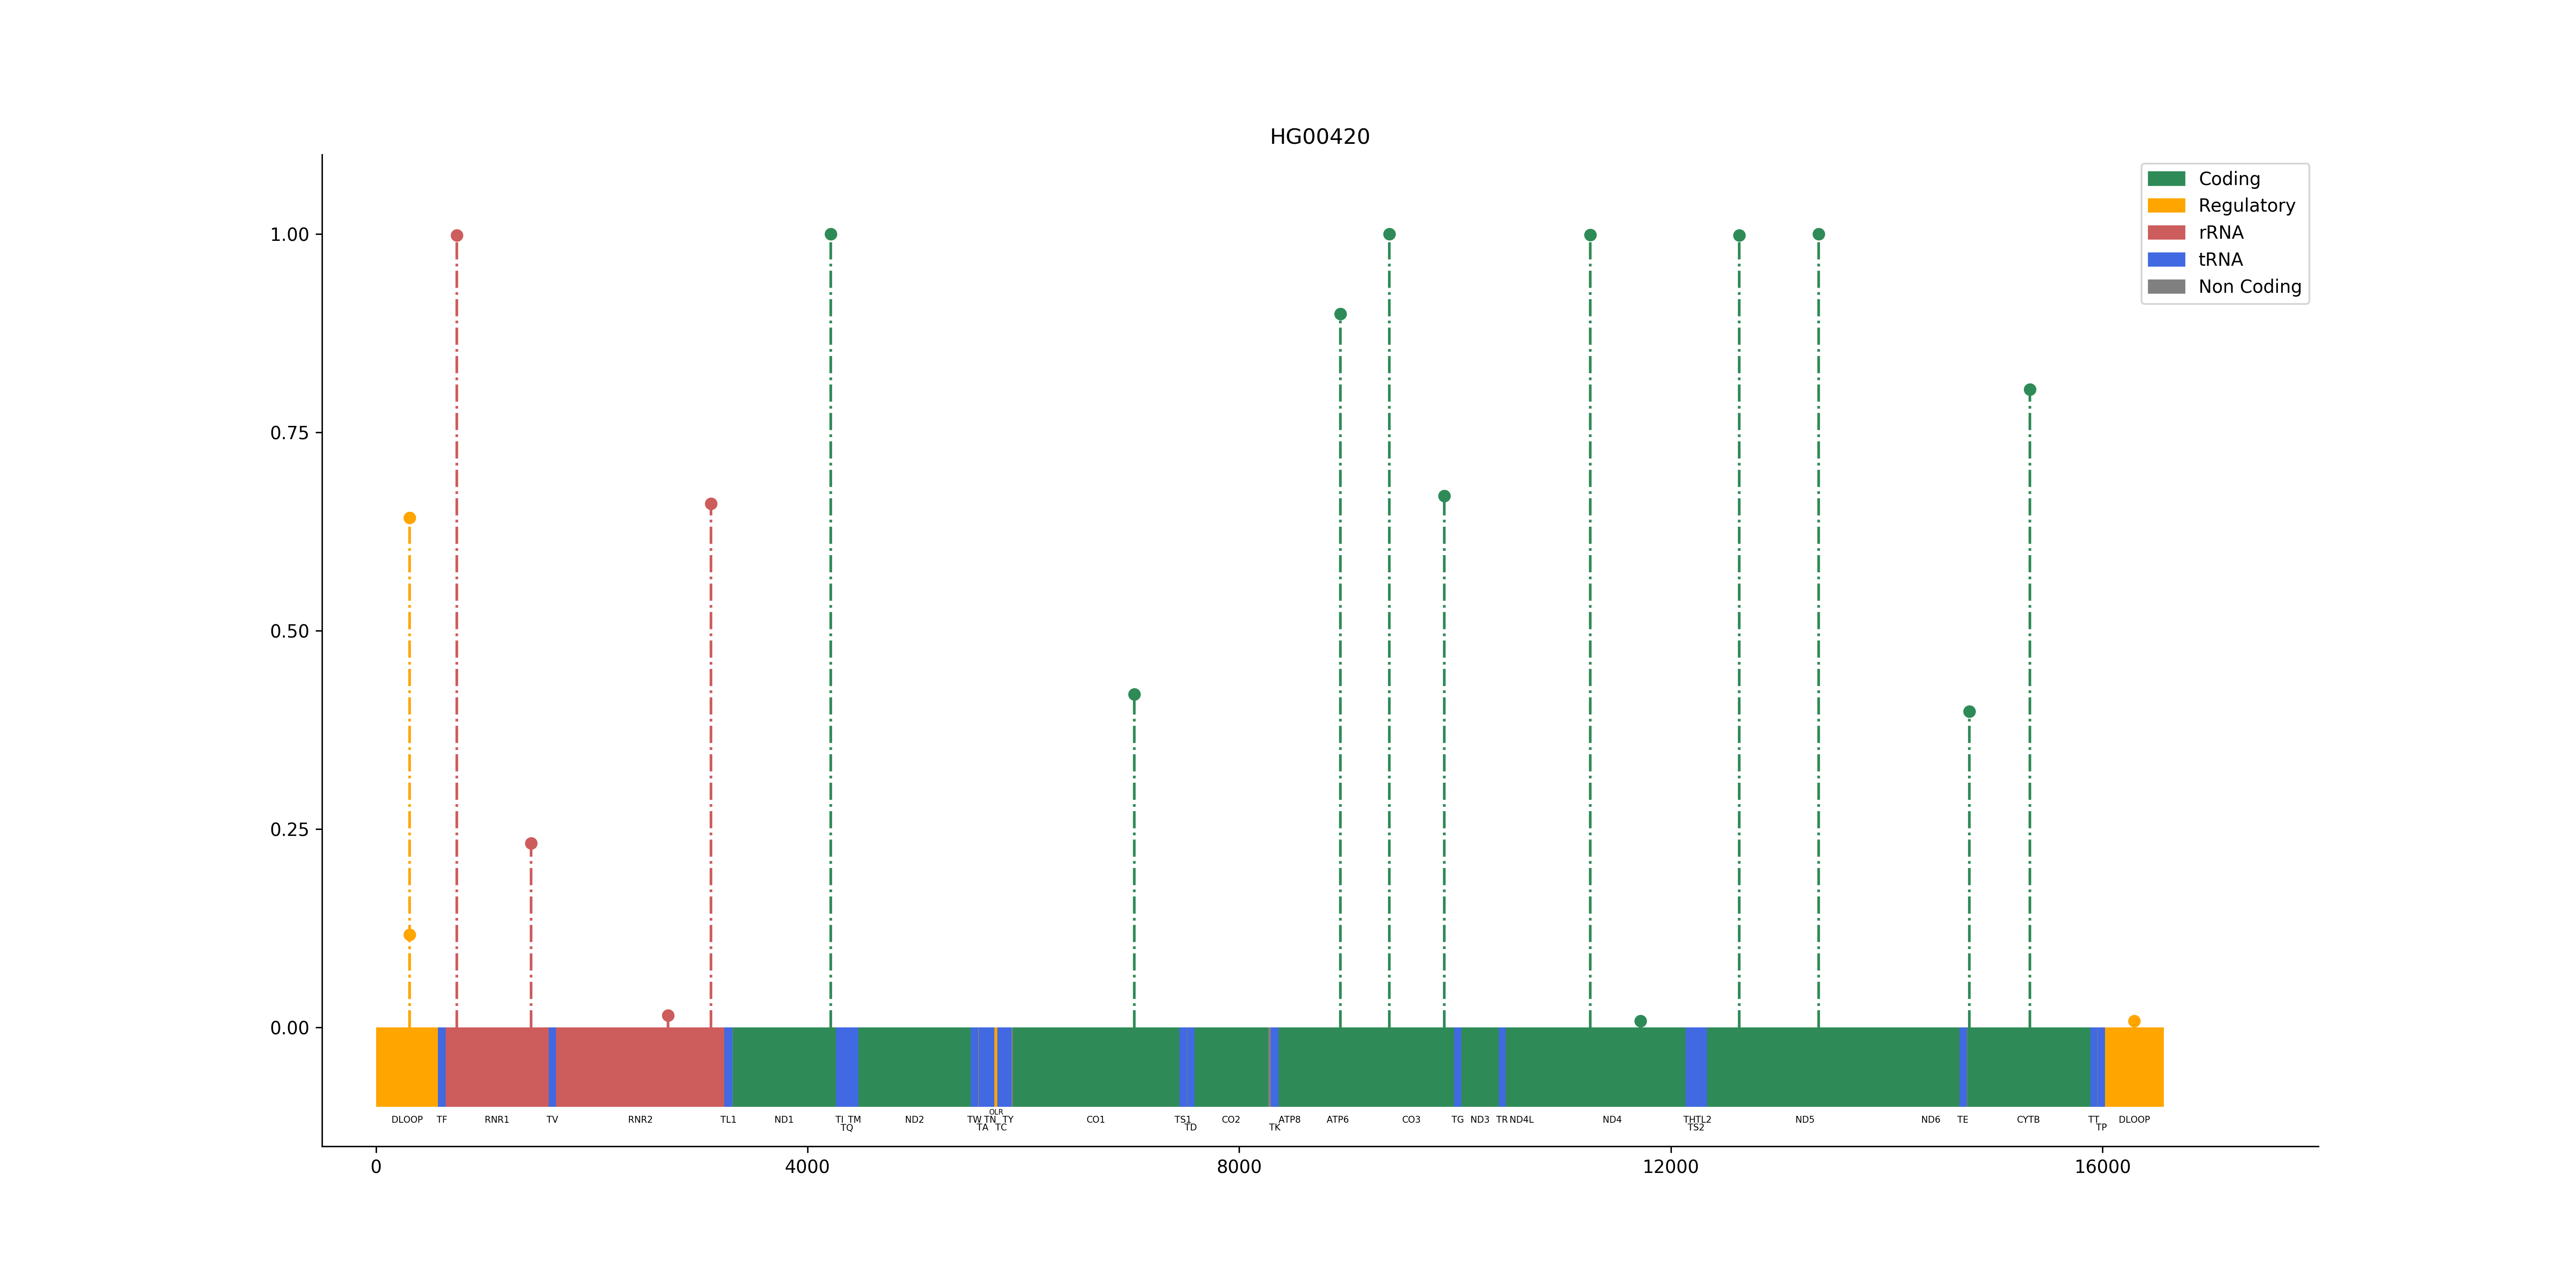 HG00420
Coding
Regulatory
rRNA
tRNA
Non Coding
1.00
0.75
0.50
0.25
0.00
OLR
DLOOP TF RNR1 TV RNR2 TL1 ND1 TI TM ND2 TW TN TY CO1 TS1 CO2 ATP8 ATP6 CO3 TG ND3 TR ND4L ND4 TH TL2 ND5 ND6 TE CYTB TT DLOOP
TQ TA TC TD TK TS2 TP
0 4000 8000 12000 16000